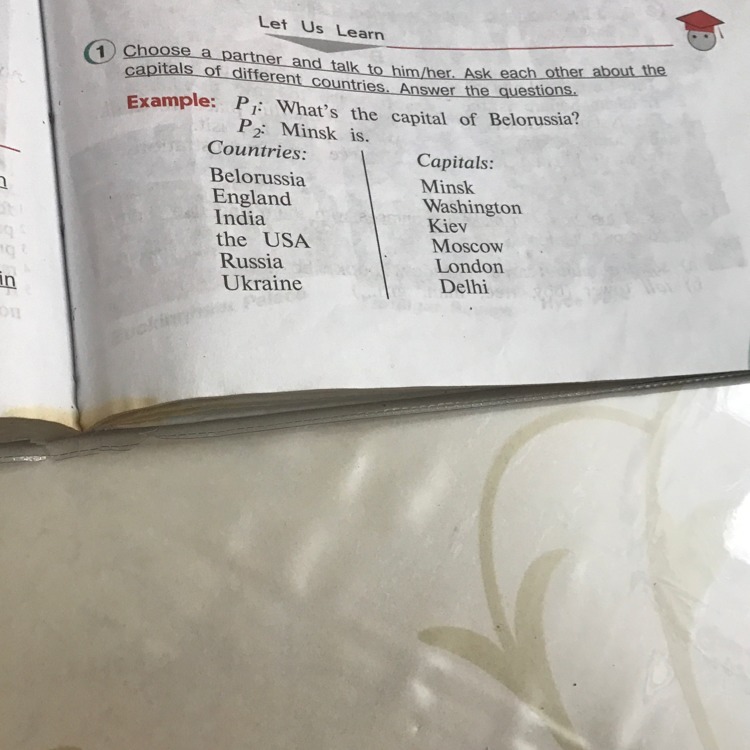 Let Us Learn
1 Choose a partner and talk to him/her. Ask each other about the
capitals of different countries. Answer the questions.
Example: P1: What's the capital of Belorussia?
P2: Minsk is.
Countries:
Belorussia
England
India
the USA
Russia
Ukraine
Capitals:
Minsk
Washington
Kiev
Moscow
London
Delhi
in